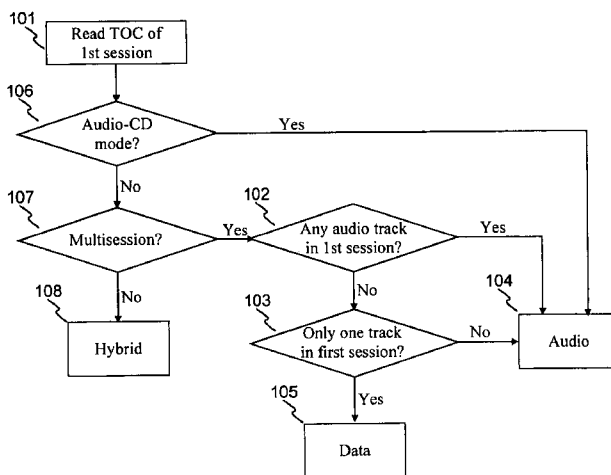 101
Read TOC of
1st session
106
Audio-CD
mode?
Yes
No
107
Multisession?
Yes
102
Any audio track
in 1st session?
Yes
No
No
108
Hybrid
103
Only one track
in first session?
No
104
Audio
Yes
105
Data